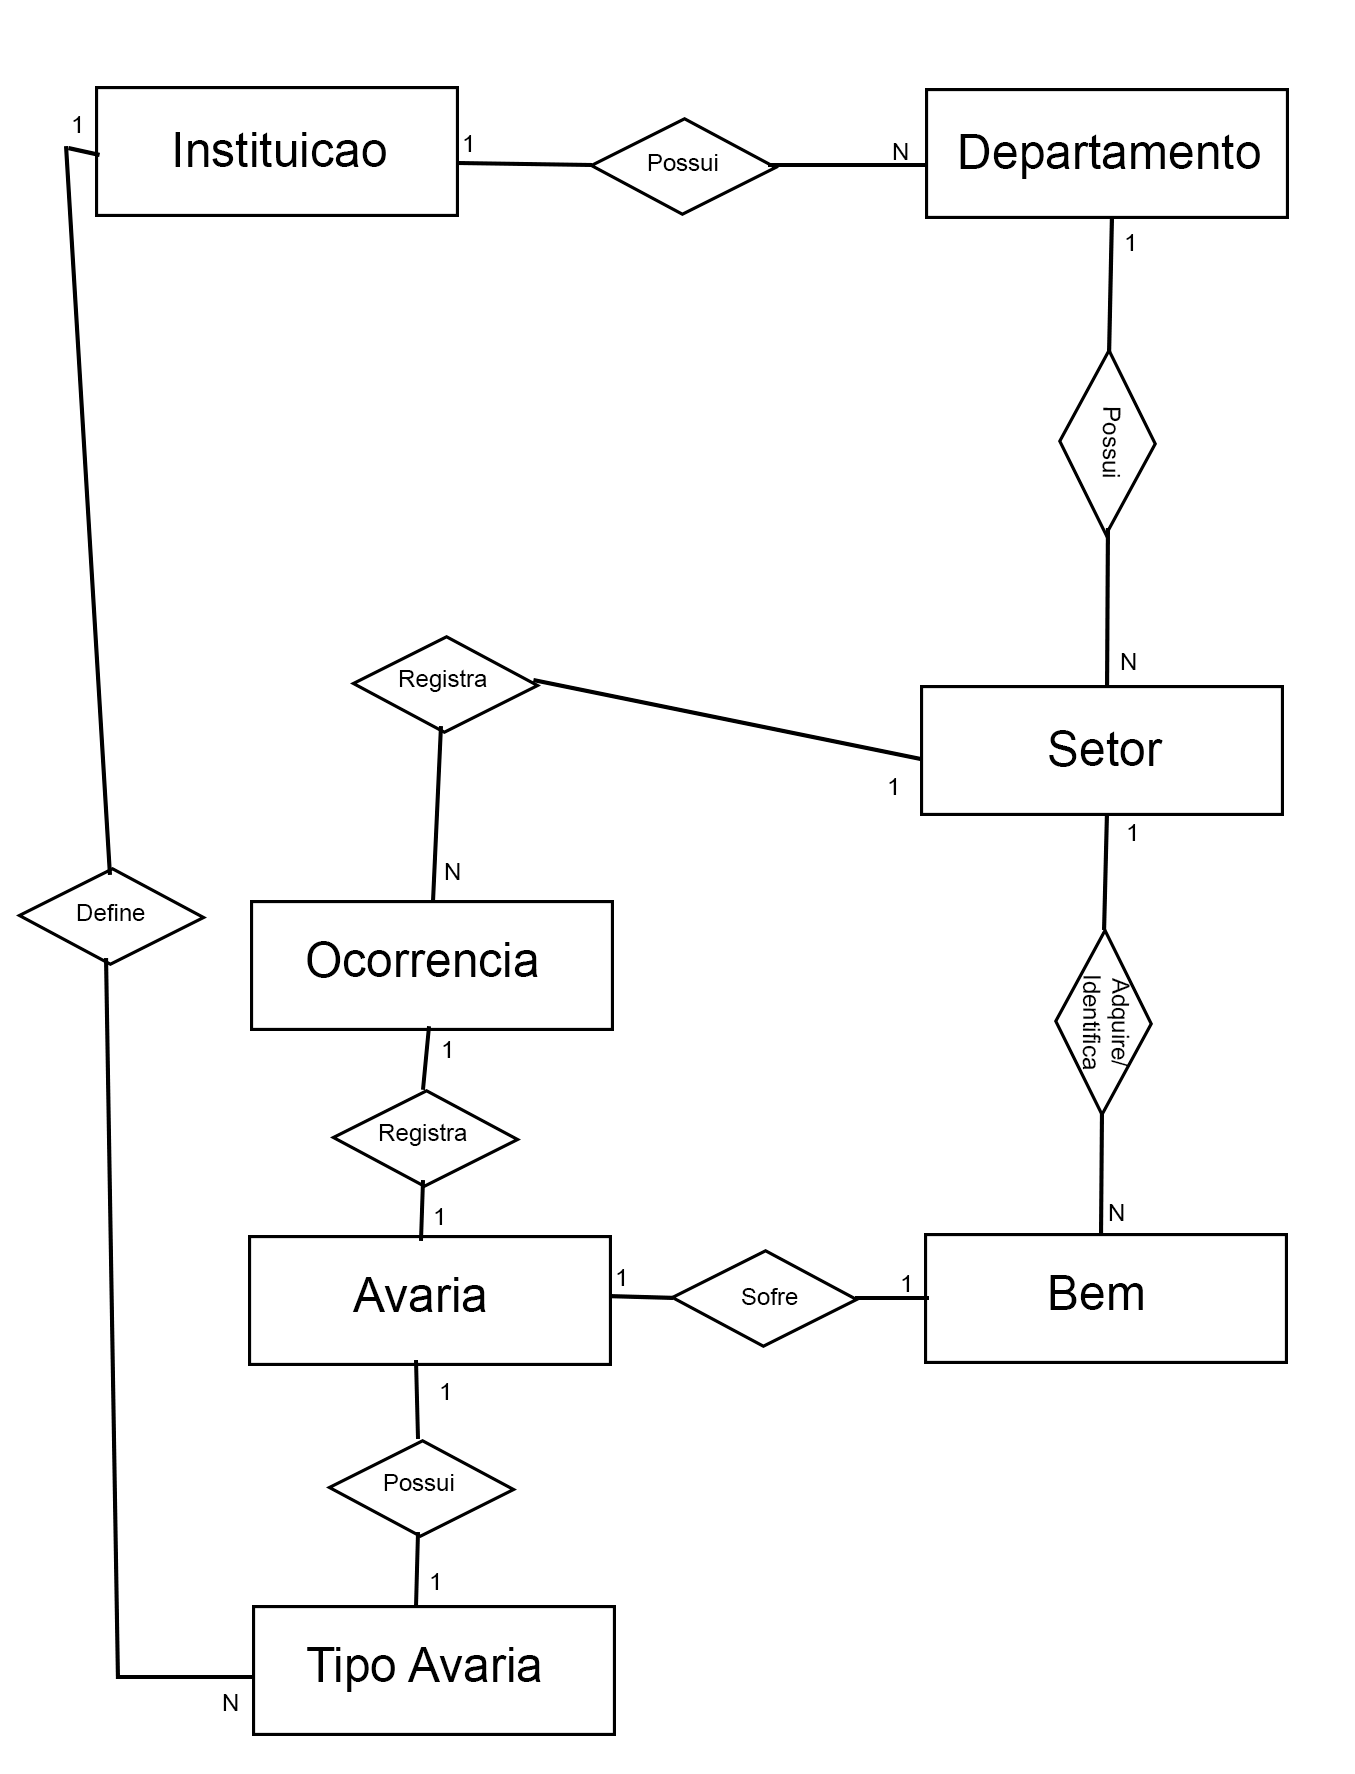 1
Instituicao
1
Possui
N
Departamento
1
Possui
N
Registra
Setor
1
N
1
Define
Ocorrencia
Adquire/
Identifica
1
Registra
1
N
Avaria
1
Sofre
1
Bem
1
Possui
1
Tipo Avaria
N